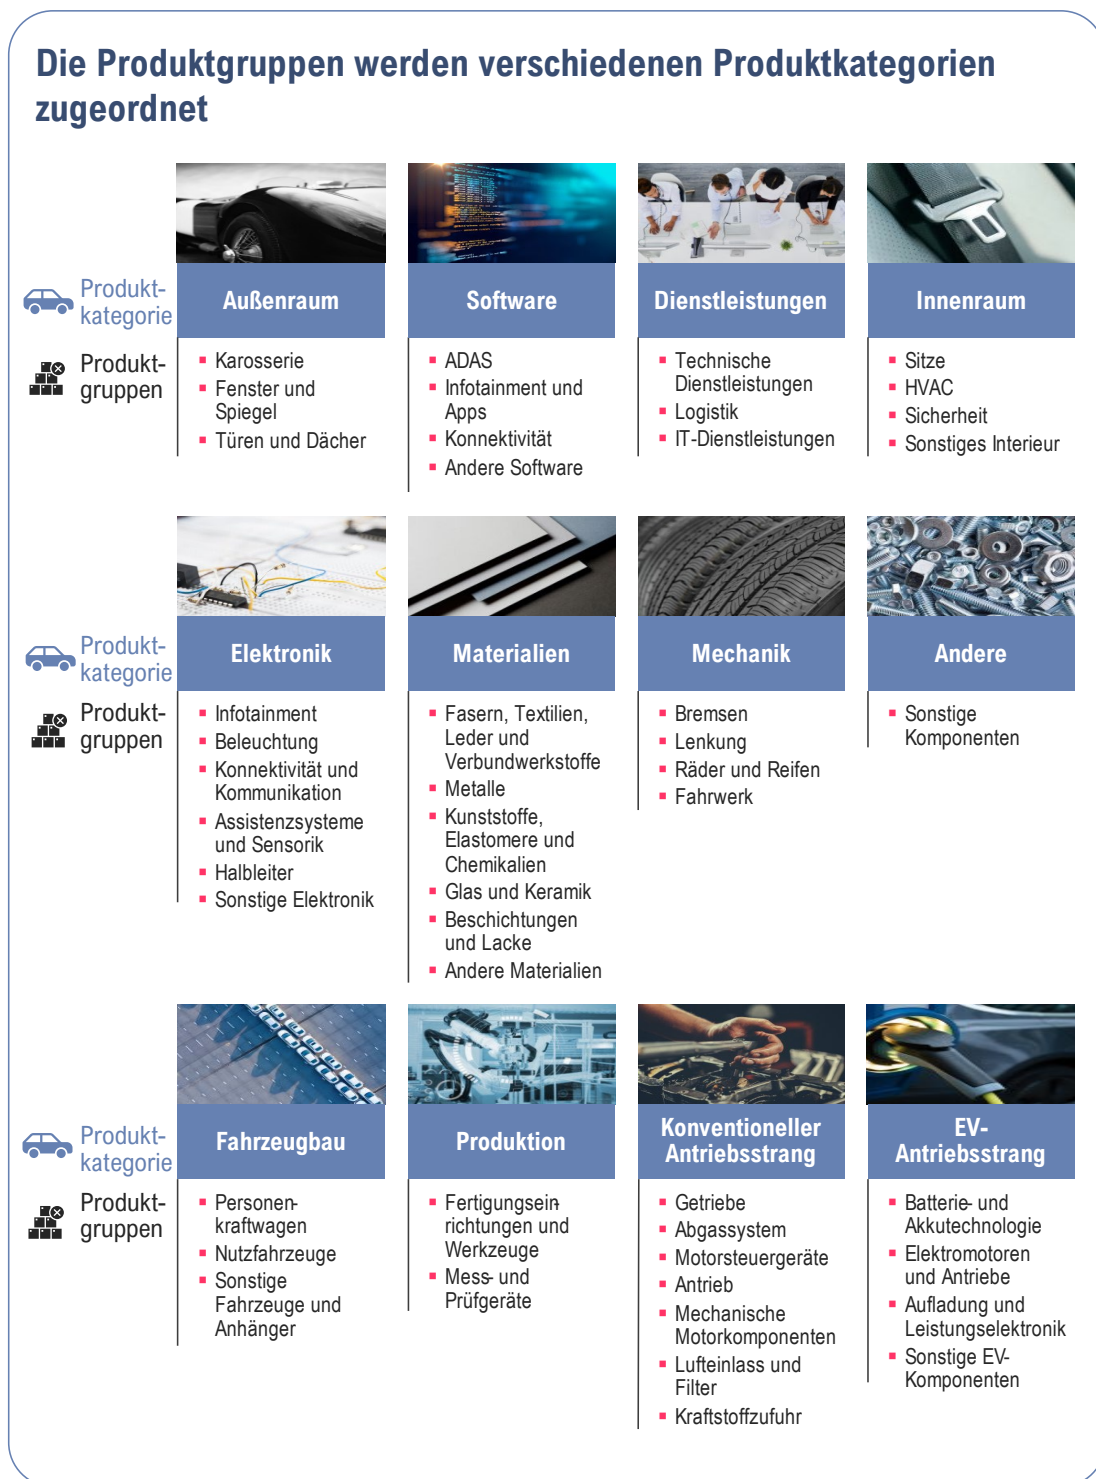 Die Produktgruppen werden verschiedenen Produktkategorien
zugeordnet
Produkt-
kategorie
Außenraum
Software
Dienstleistungen
Innenraum
Produkt-
gruppen
Karosserie
Fenster und
Spiegel
Türen und Dächer
ADAS
Infotainment und
Apps
Konnektivität
Andere Software
Technische
Dienstleistungen
Logistik
IT-Dienstleistungen
Sitze
HVAC
Sicherheit
Sonstiges Interieur
Produkt-
kategorie
Elektronik
Materialien
Mechanik
Andere
Produkt-
gruppen
Infotainment
Beleuchtung
Konnektivität und
Kommunikation
Assistenzsysteme
und Sensorik
Halbleiter
Sonstige Elektronik
Fasern, Textilien,
Leder und
Verbundwerkstoffe
Metalle
Kunststoffe,
Elastomere und
Chemikalien
Glas und Keramik
Beschichtungen
und Lacke
Andere Materialien
Bremsen
Lenkung
Räder und Reifen
Fahrwerk
Sonstige
Komponenten
Produkt-
kategorie
Fahrzeugbau
Produktion
Konventioneller
Antriebsstrang
EV-
Antriebsstrang
Produkt-
gruppen
Personen-
kraftwagen
Nutzfahrzeuge
Sonstige
Fahrzeuge und
Anhänger
Fertigungsein-
richtungen und
Werkzeuge
Mess- und
Prüfgeräte
Getriebe
Abgassystem
Motorsteuergeräte
Antrieb
Mechanische
Motorkomponenten
Lufteinlass und
Filter
Kraftstoffzufuhr
Batterie- und
Akkutechnologie
Elektromotoren
und Antriebe
Aufladung und
Leistungselektronik
Sonstige EV-
Komponenten